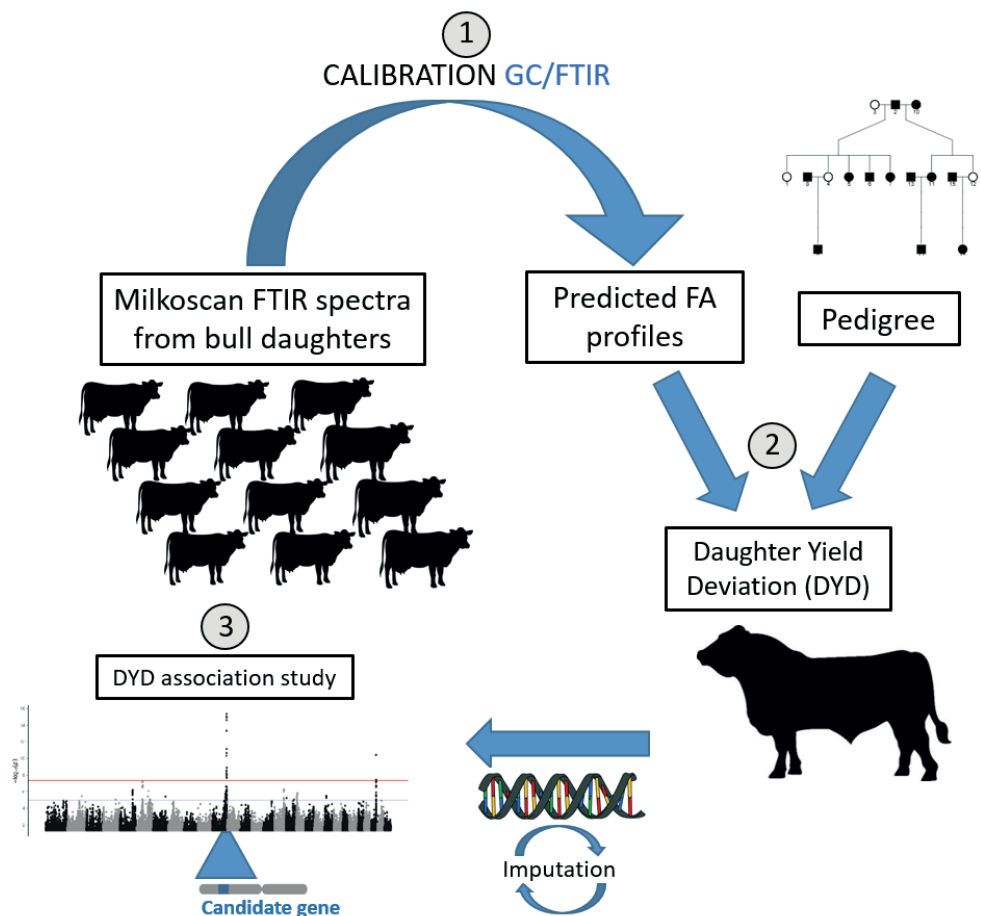 1
CALIBRATION GC/FTIR
Milkoscan FTIR spectra
from bull daughters
Predicted FA
profiles
Pedigree
2
Daughter Yield
Deviation (DYD)
3
DYD association study
Imputation
Candidate gene